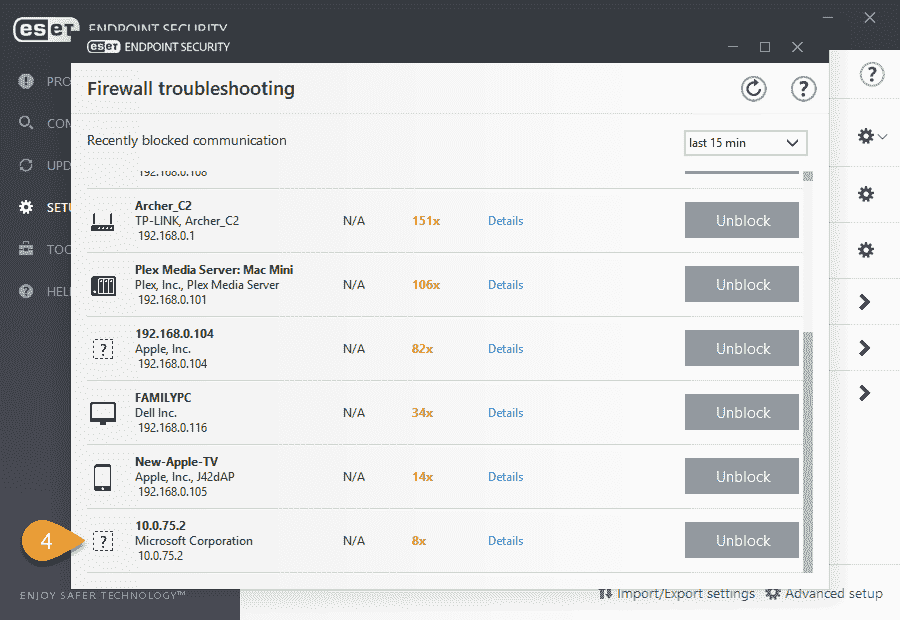 eset ENDPOINT SECURITY
eset ENDPOINT SECURITY
PRO
COM
UPD
SETU
TOO
HELP
Firewall troubleshooting
?
?
Recently blocked communication
last 15 min
192.168.0.108
Archer_C2
TP-LINK, Archer_C2
192.168.0.1
N/A
151x
Details
Unblock
Plex Media Server: Mac Mini
Plex, Inc., Plex Media Server
192.168.0.101
N/A
106x
Details
Unblock
?
192.168.0.104
Apple, Inc.
192.168.0.104
N/A
82x
Details
Unblock
FAMILYPC
Dell Inc.
192.168.0.116
N/A
34x
Details
Unblock
New-Apple-TV
Apple, Inc., J42dAP
192.168.0.105
N/A
14x
Details
Unblock
4
?
10.0.75.2
Microsoft Corporation
10.0.75.2
N/A
8x
Details
Unblock
ENJOY SAFER TECHNOLOGY™
Import/Export settings
Advanced setup